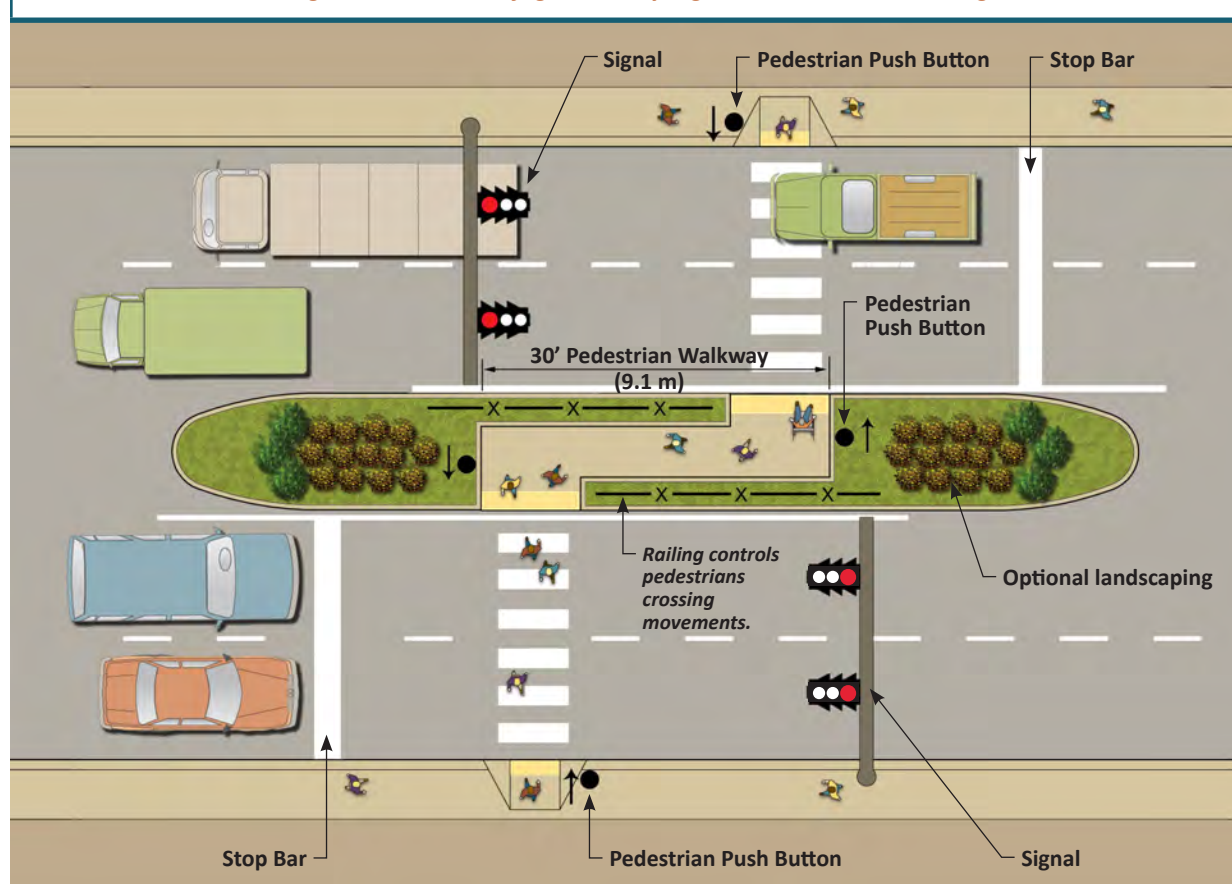 Signal
Pedestrian Push Button
Stop Bar
Pedestrian
Push Button
30’ Pedestrian Walkway
(9.1 m)
X X X
X X X
Railing controls
pedestrians
crossing
movements.
Optional landscaping
Stop Bar
Pedestrian Push Button
Signal